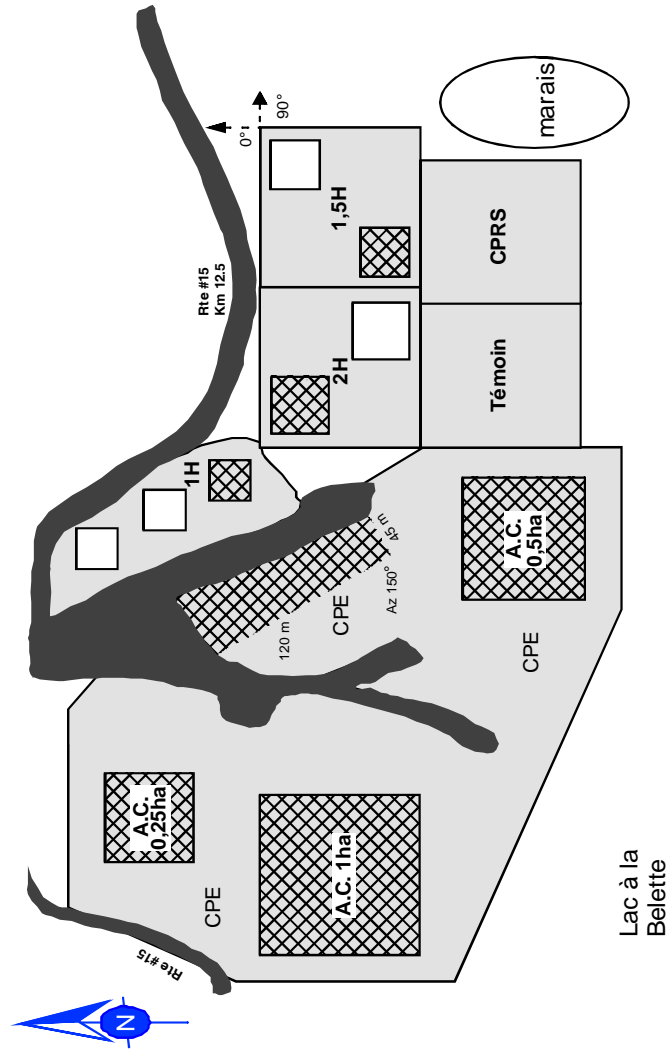 Rte #15
Km 12.5
0°
90°
marais
1,5H
2H
1H
CPRS
Témoin
A.C.
0,5ha
45 m
Az 150°
120 m
CPE
CPE
A.C.
0,25ha
CPE
A.C. 1ha
Rte #15
N
Lac à la
Belette